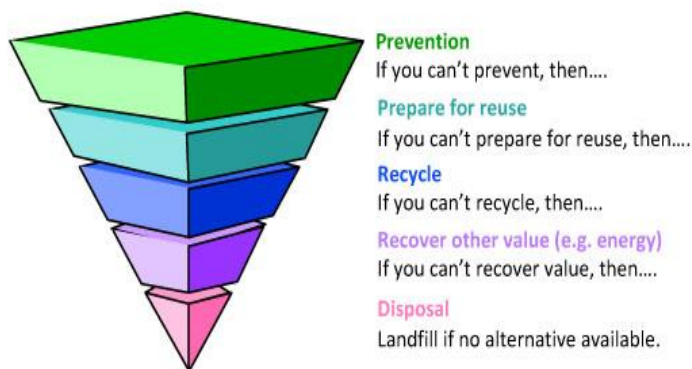 Prevention
If you can't prevent, then....
Prepare for reuse
If you can't prepare for reuse, then....
Recycle
If you can't recycle, then....
Recover other value (e.g. energy)
If you can't recover value, then....
Disposal
Landfill if no alternative available.